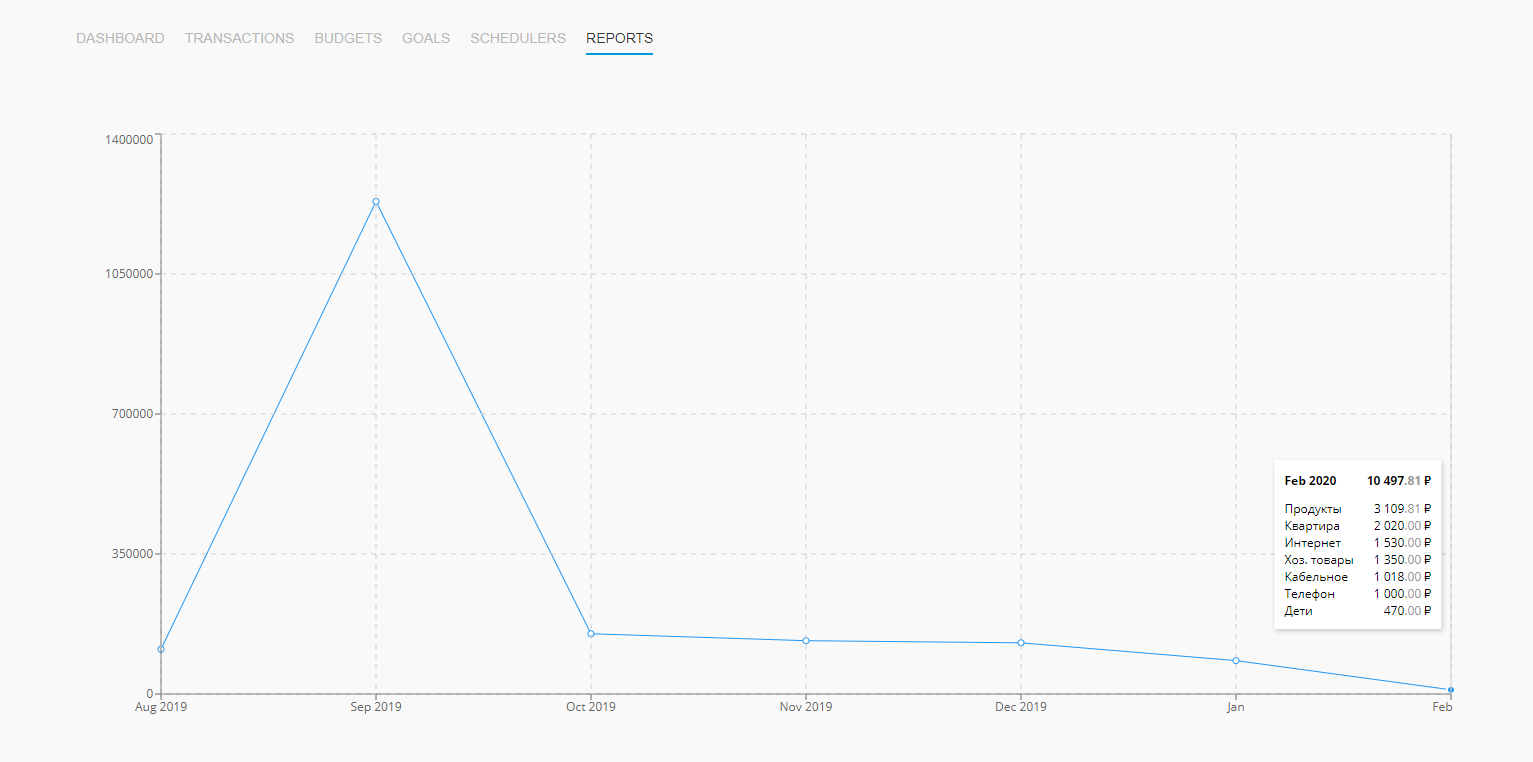 DASHBOARD TRANSACTIONS BUDGETS GOALS SCHEDULERS REPORTS
1400000
1050000
700000
350000
0
Aug 2019 Sep 2019 Oct 2019 Nov 2019 Dec 2019 Jan Feb
Feb 2020 10 497.81 ₽
Продукты 3 109.81 ₽
Квартира 2 020.00 ₽
Интернет 1 530.00 ₽
Хоз. товары 1 350.00 ₽
Кабельное 1 018.00 ₽
Телефон 1 000.00 ₽
Дети 470.00 ₽